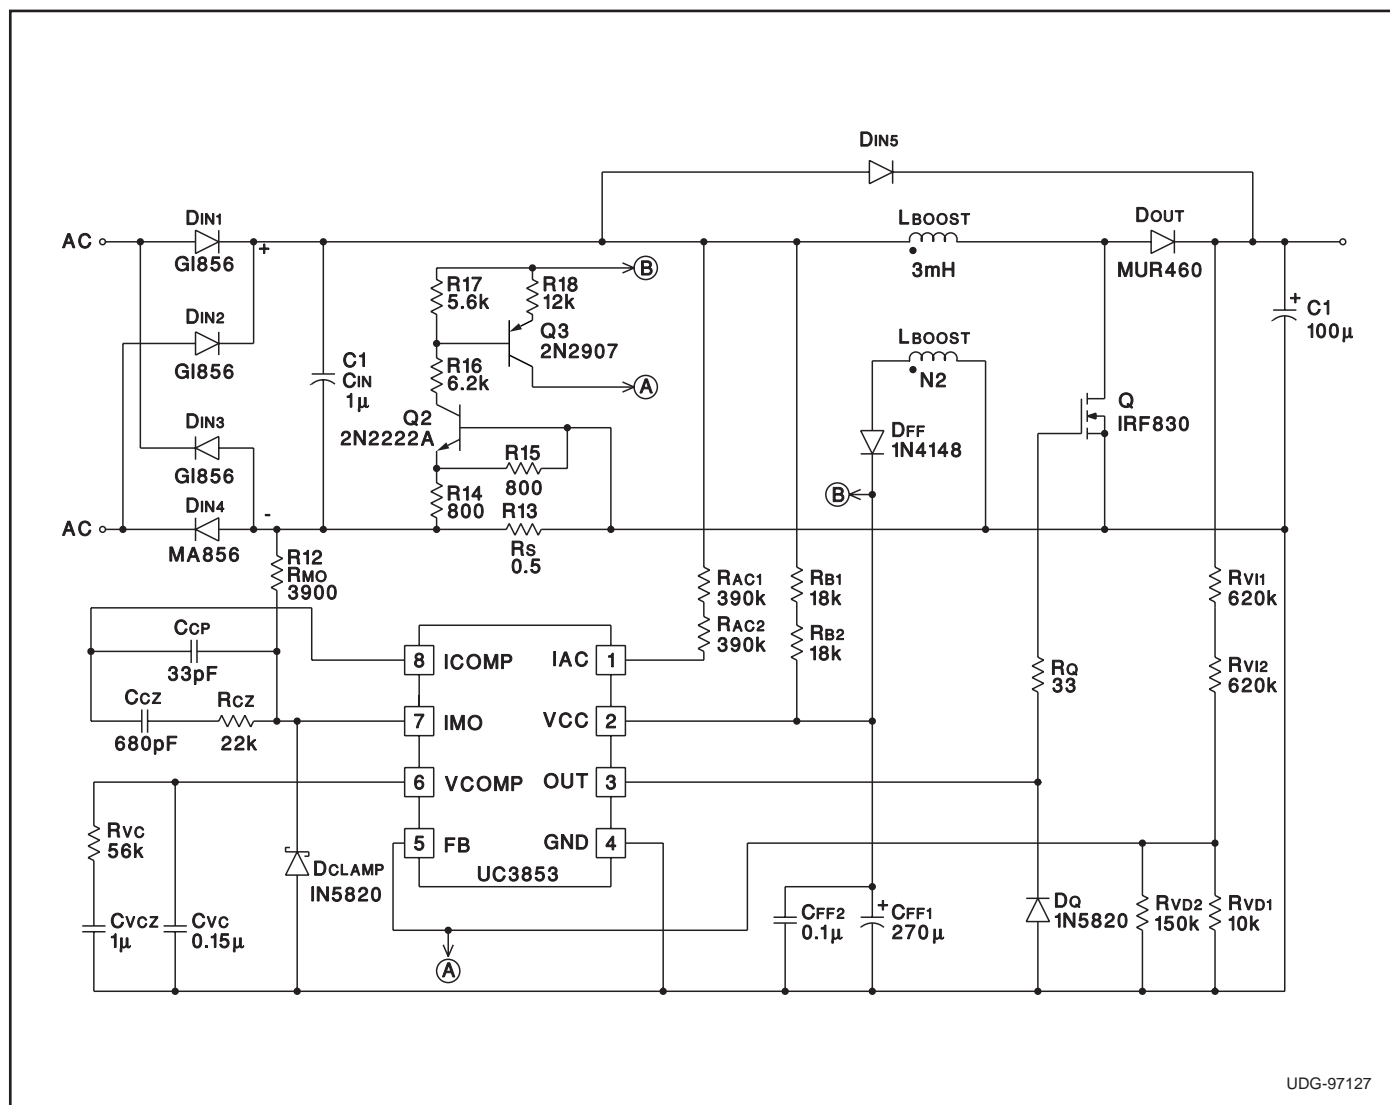 DIN5
DIN1
LBOOST
DOUT
AC
+
GI856
3mH
MUR460
B
R17
5.6k
R18
12k
+
C1
100µ
DIN2
GI856
Q3
2N2907
LBOOST
N2
C1
CIN
1µ
R16
6.2k
A
Q2
2N2222A
Q
IRF830
DIN3
GI856
DFF
1N4148
R15
800
R14
800
B
DIN4
-
R13
AC
MA856
RS
0.5
R12
RMO
3900
RAC1
390k
RB1
18k
RVI1
620k
CCP
33pF
RAC2
390k
RB2
18k
8
ICOMP
IAC
1
RQ
33
RVI2
620k
CCZ
680pF
RCZ
22k
7
IMO
VCC
2
6
VCOMP
OUT
3
RVC
56k
5
FB
GND
4
DCLAMP
IN5820
UC3853
CVCZ
1µ
CVC
0.15µ
CFF2
0.1µ
+
CFF1
270µ
DQ
1N5820
RVD2
150k
RVD1
10k
A
UDG-97127